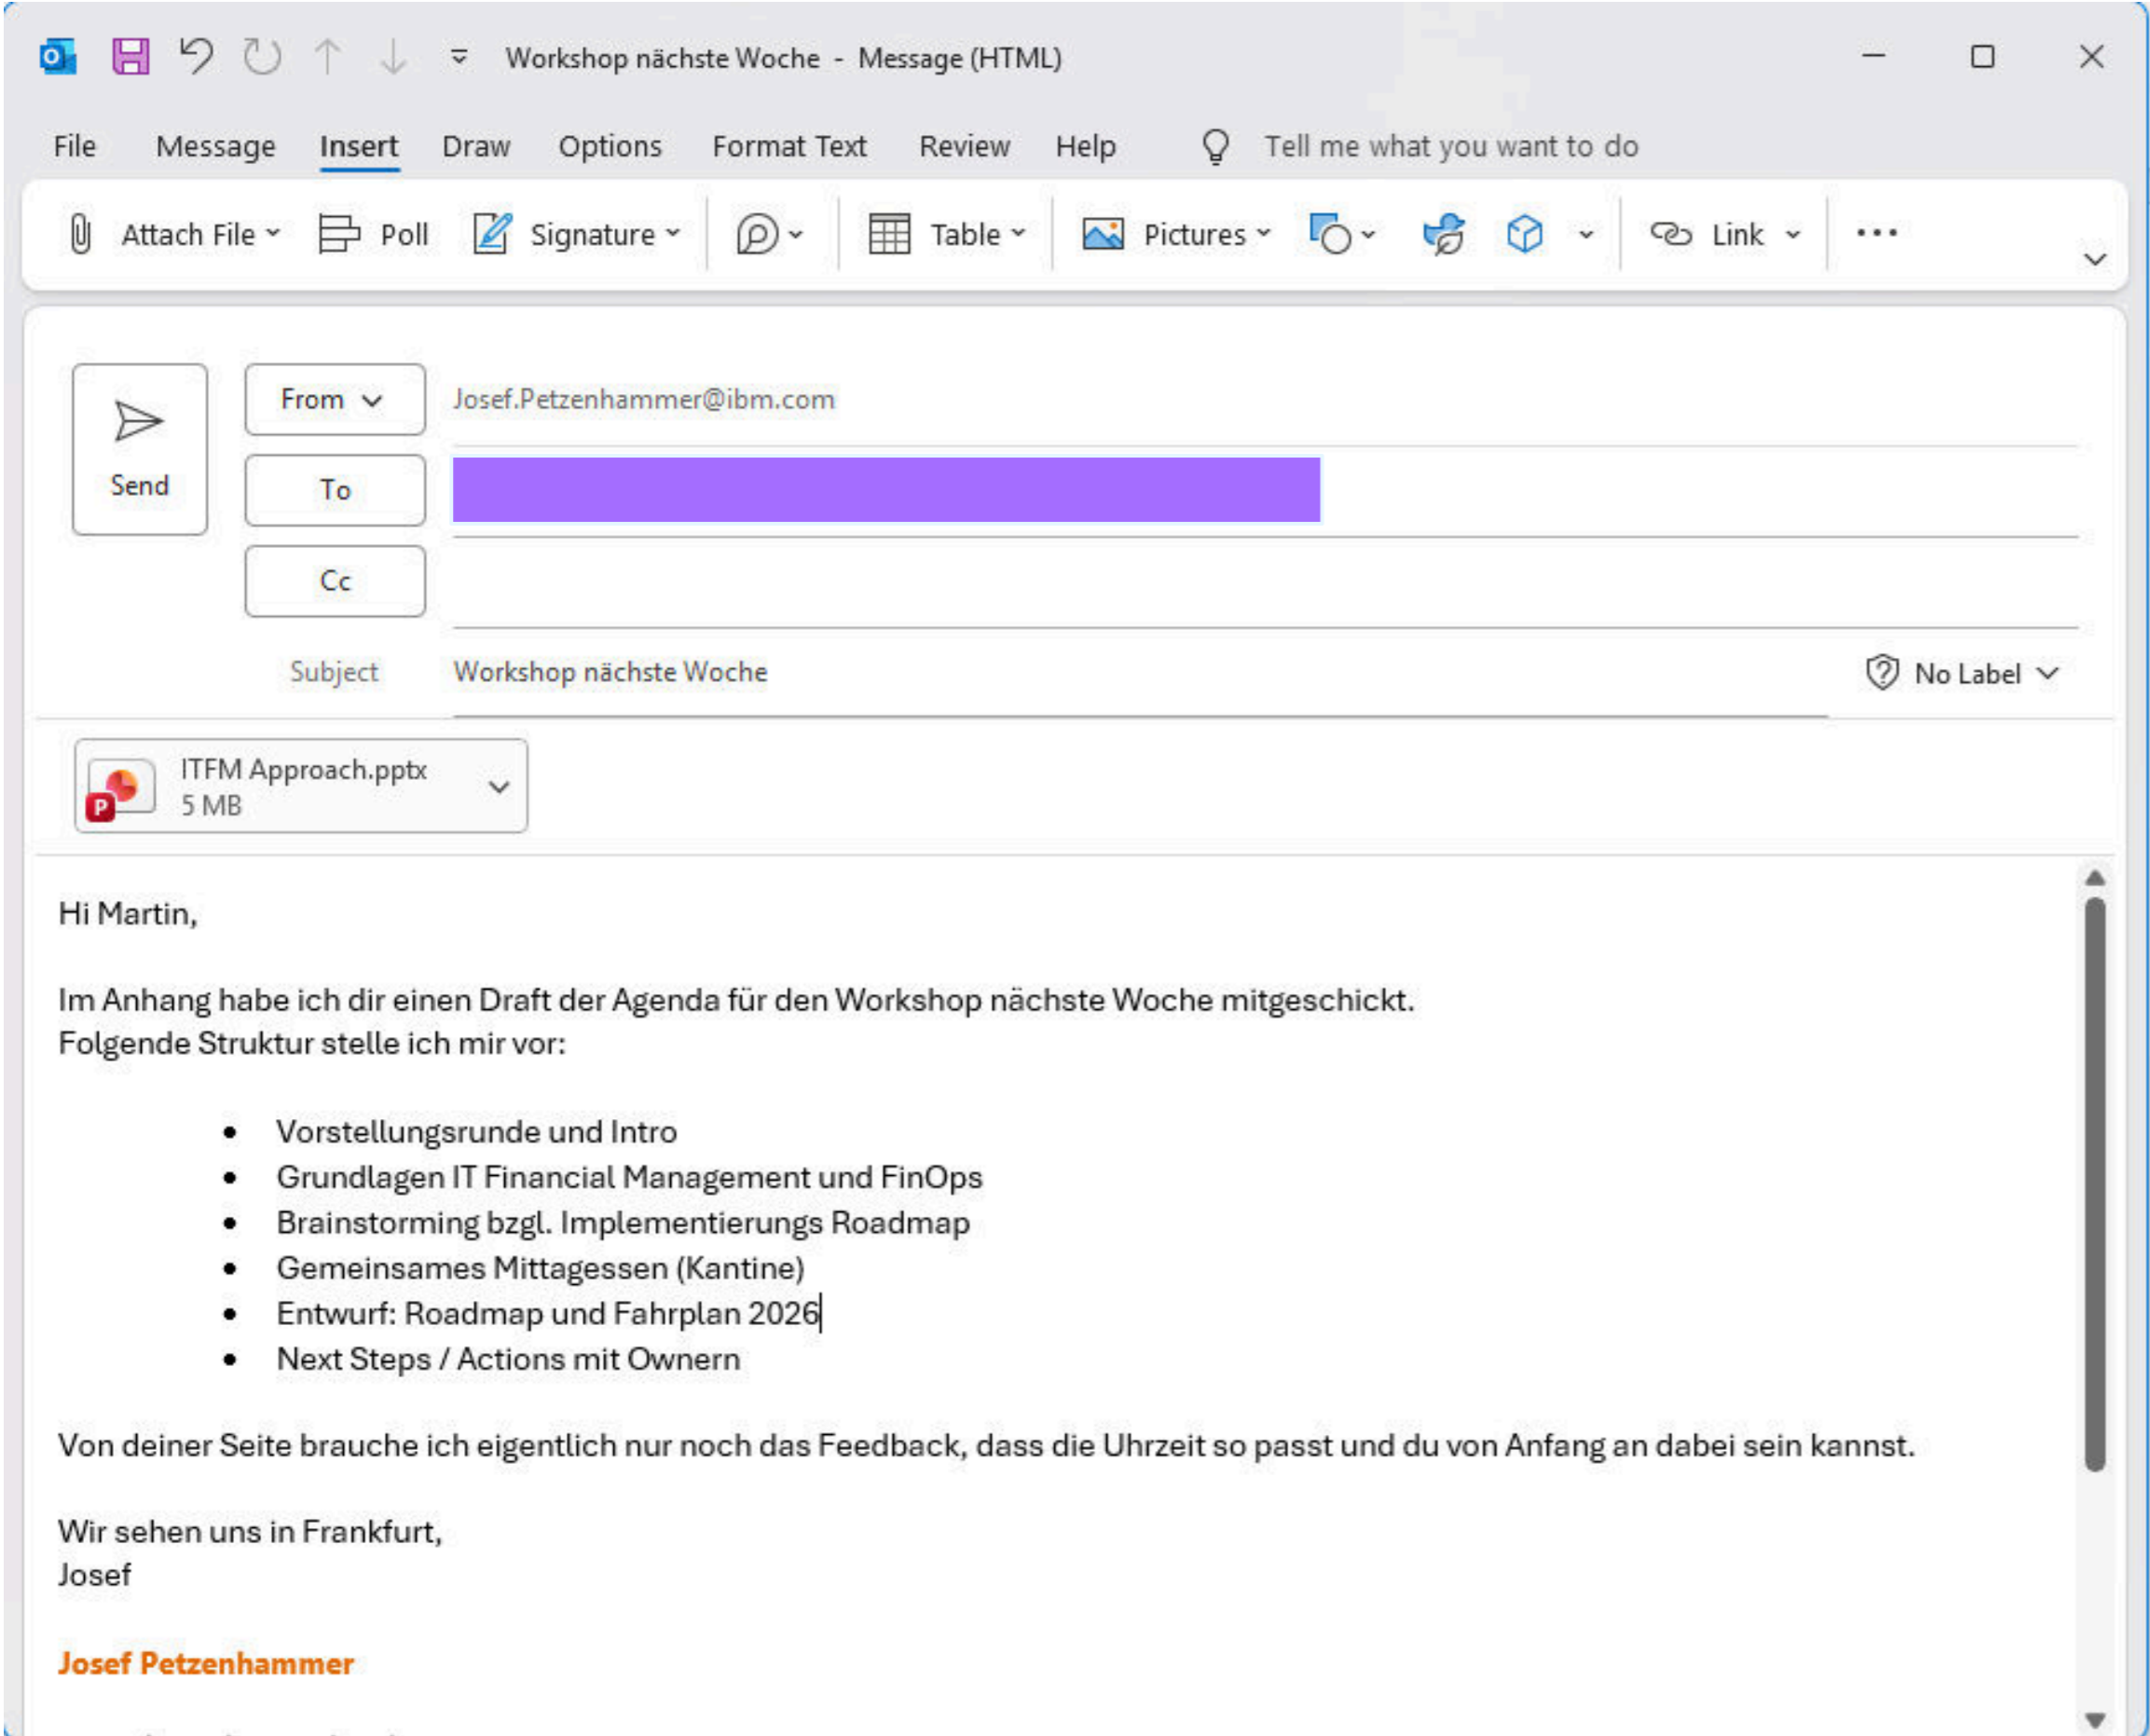 Workshop nächste Woche - Message (HTML)
File Message Insert Draw Options Format Text Review Help Tell me what you want to do
Attach File Poll Signature Table Pictures Link
Send
From Josef.Petzenhammer@ibm.com
To
Cc
Subject Workshop nächste Woche No Label
ITFM Approach.pptx
5 MB
Hi Martin,
Im Anhang habe ich dir einen Draft der Agenda für den Workshop nächste Woche mitgeschickt.
Folgende Struktur stelle ich mir vor:
• Vorstellungsrunde und Intro
• Grundlagen IT Financial Management und FinOps
• Brainstorming bzgl. Implementierungs Roadmap
• Gemeinsames Mittagessen (Kantine)
• Entwurf: Roadmap und Fahrplan 2026
• Next Steps / Actions mit Ownern
Von deiner Seite brauche ich eigentlich nur noch das Feedback, dass die Uhrzeit so passt und du von Anfang an dabei sein kannst.
Wir sehen uns in Frankfurt,
Josef
Josef Petzenhammer